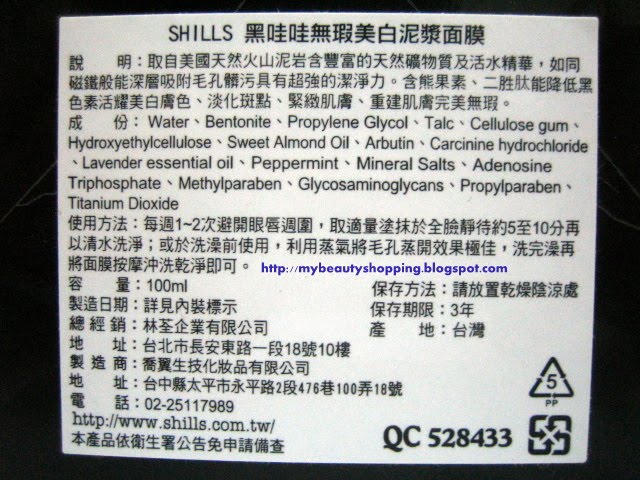 SHILLS 黑哇哇無瑕美白泥漿面膜
說　明：取自美國天然火山泥岩含豐富的天然礦物質及活水精華，如同
磁鐵般能深層吸附毛孔髒污具有超強的潔淨力。含熊果素、二胜肽能降低黑
色素活耀美白膚色、淡化斑點、緊緻肌膚、重建肌膚完美無瑕。
成　份：Water、Bentonite、Propylene Glycol、Talc、Cellulose gum、
Hydroxyethylcellulose、Sweet Almond Oil、Arbutin、Carcinine hydrochloride
、Lavender essential oil、Peppermint、Mineral Salts、Adenosine
Triphosphate、Methylparaben、Glycosaminoglycans、Propylparaben、
Titanium Dioxide
使用方法：每週1~2次避開眼唇週圍，取適量塗抹於全臉靜待約5至10分再
以清水洗淨；或於洗澡前使用，利用蒸氣將毛孔蒸開效果極佳，洗完澡再
將面膜按摩沖洗乾淨即可。 http://mybeautyshopping.blogspot.com
容　量：100ml 保存方法：請放置乾燥陰涼處
製造日期：詳見內裝標示 保存期限：3年
總經銷：林荃企業有限公司 產　地：台灣
地　址：台北市長安東路一段18號10樓
製造商：喬翼生技化妝品有限公司
地　址：台中縣太平市永平路2段476巷100弄18號
電　話：02-25117989
http://www.shills.com.tw/
本產品依衛生署公告免申請備查
QC 528433
5
PP